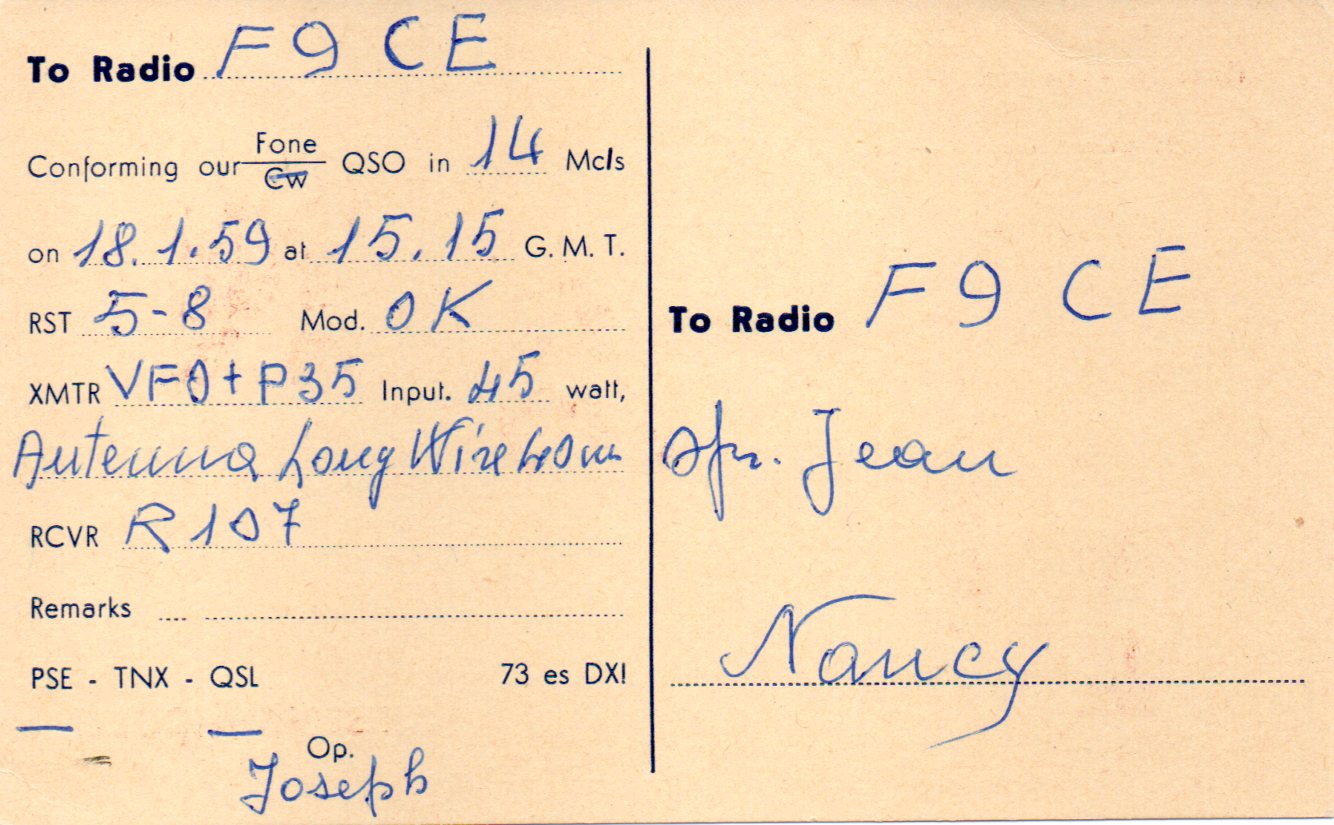 To Radio F9 CE
Conforming our Fone
Cw QSO in 14 Mcls
on 18.1.59 at 15.15 G. M. T.
RST 5-8 Mod. OK
XMTR VFO+P35 Input. 45 watt,
Antenna Long Wire 40m
RCVR R107
Remarks
PSE - TNX - QSL 73 es DX!
Op.
Joseph
To Radio F9 CE
opr. Jean
Nancy